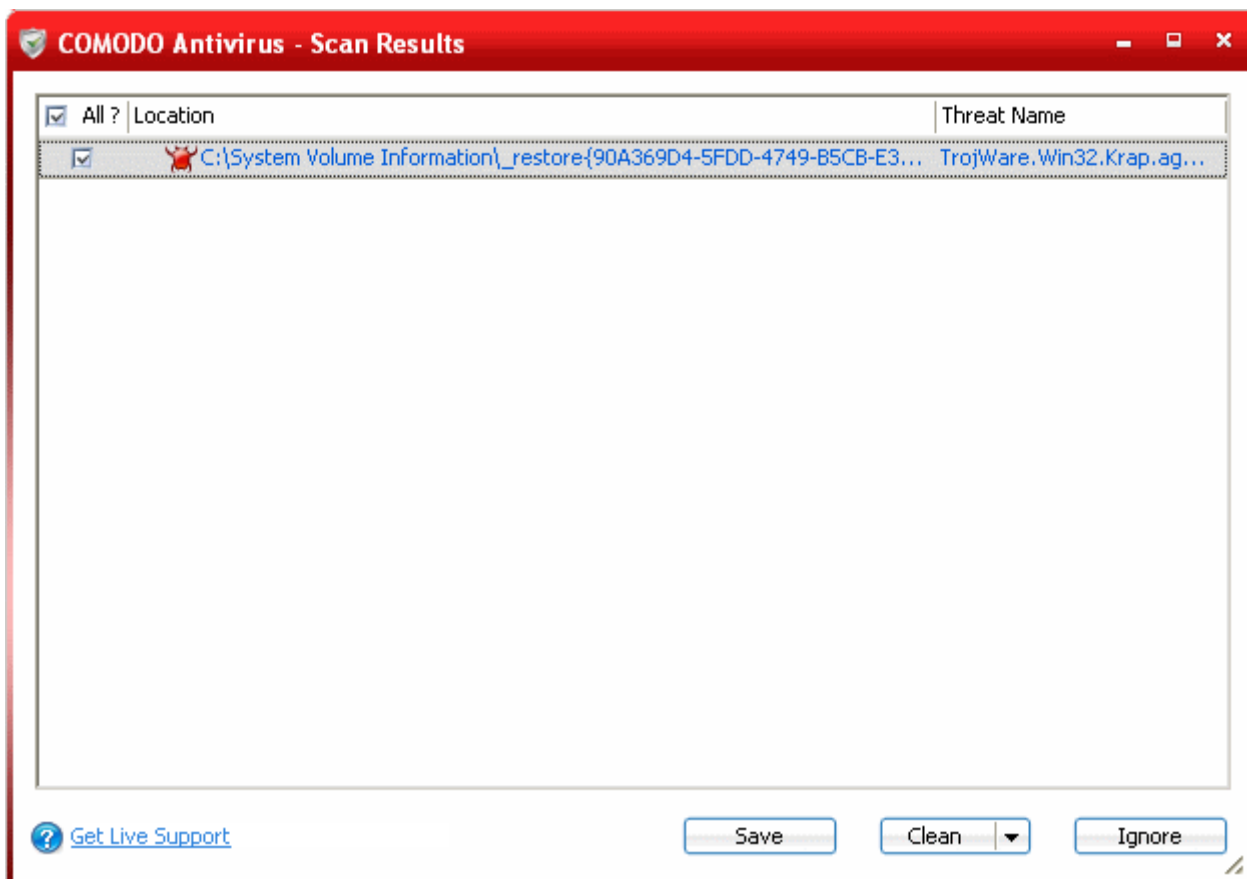 COMODO Antivirus - Scan Results
All ? Location Threat Name
C:\System Volume Information\_restore{90A369D4-5FDD-4749-B5CB-E3... TrojWare.Win32.Krap.ag...
? Get Live Support Save Clean Ignore